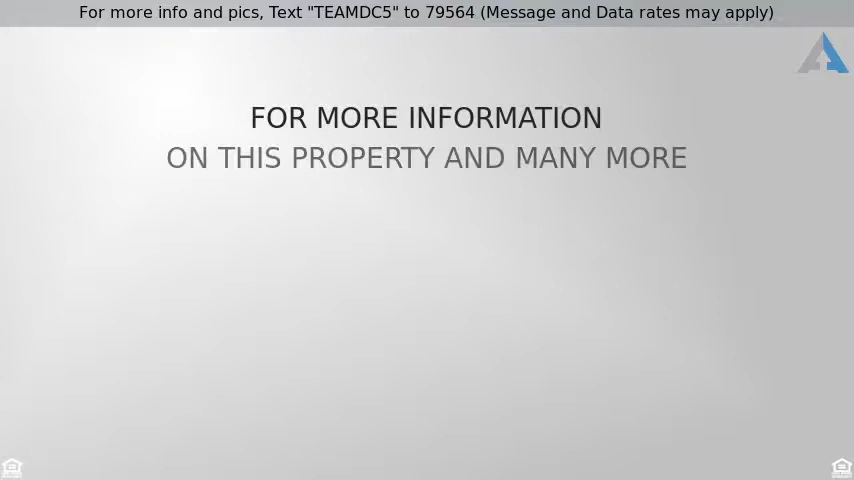 For more info and pics, Text "TEAMDC5" to 79564 (Message and Data rates may apply)
FOR MORE INFORMATION
ON THIS PROPERTY AND MANY MORE